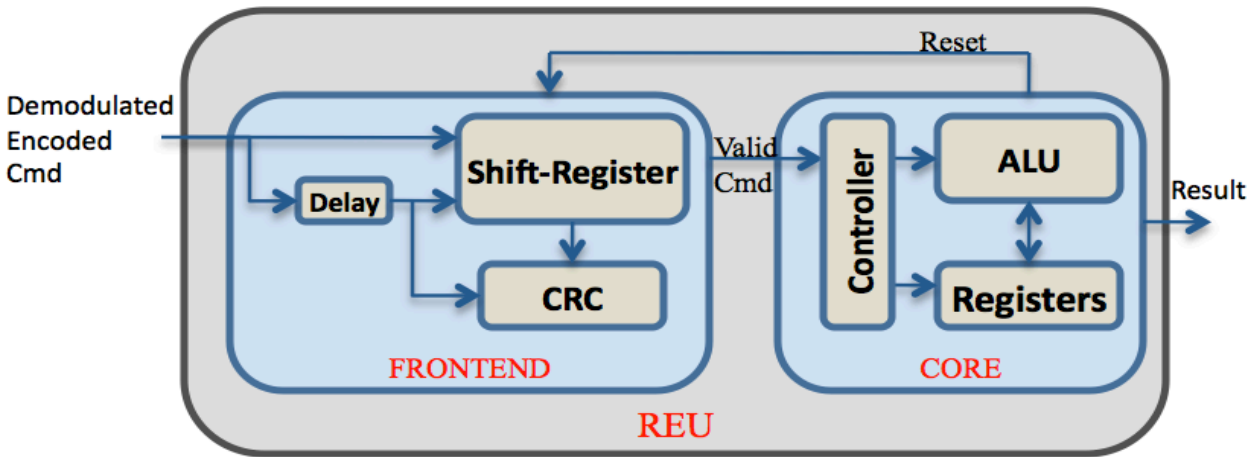 Reset
Demodulated
Encoded
Cmd
Shift-Register
Delay
CRC
FRONTEND
Valid
Cmd
Controller
ALU
Registers
CORE
Result
REU